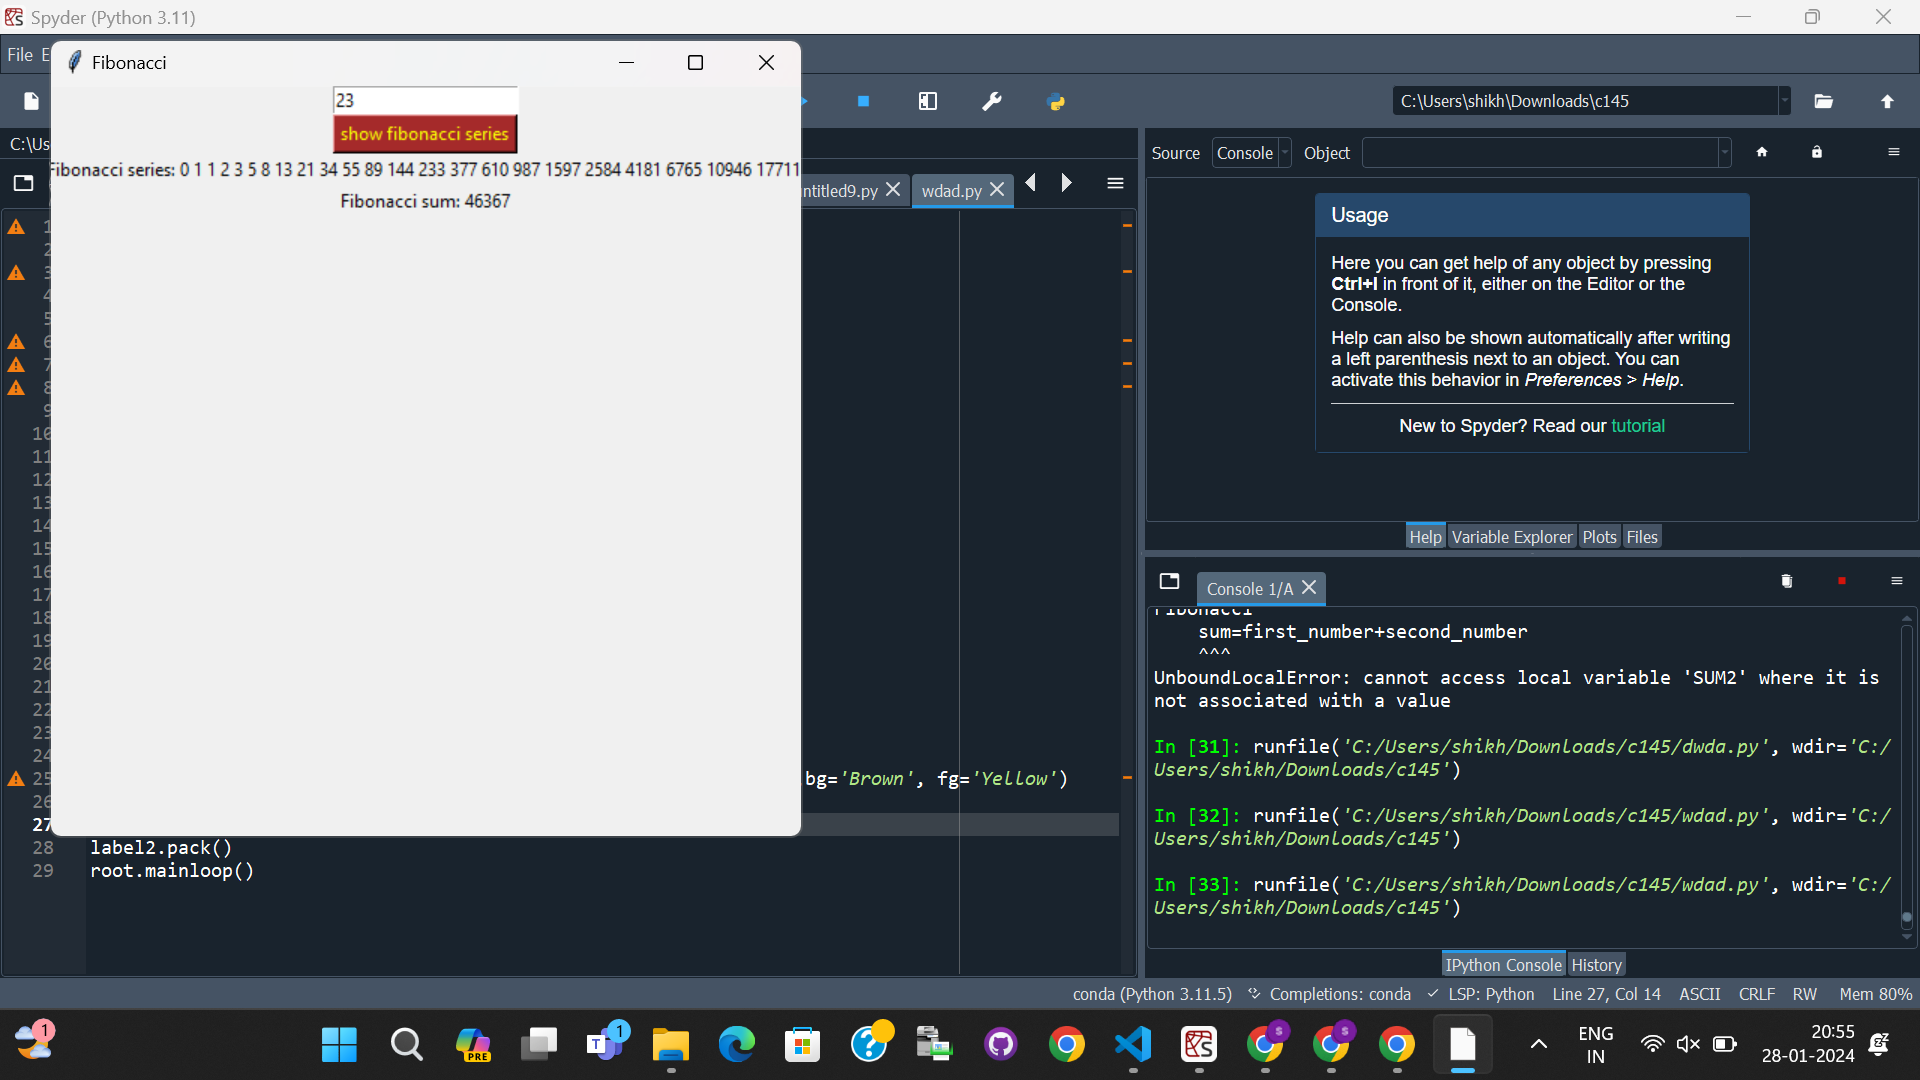 Spyder (Python 3.11)
File E
Fibonacci
23
show fibonacci series
Fibonacci series: 0 1 1 2 3 5 8 13 21 34 55 89 144 233 377 610 987 1597 2584 4181 6765 10946 17711
Fibonacci sum: 46367
C:\Users\shikh\Downloads\c145
C:\Us
ntitled9.py
wdad.py
1
2
3
4
5
6
7
8
9
10
11
12
13
14
15
16
17
18
19
20
21
22
23
24
25 bg='Brown', fg='Yellow')
26
27
28 label2.pack()
29 root.mainloop()
Source Console Object
Usage
Here you can get help of any object by pressing
Ctrl+I in front of it, either on the Editor or the
Console.
Help can also be shown automatically after writing
a left parenthesis next to an object. You can
activate this behavior in Preferences > Help.
New to Spyder? Read our tutorial
Help Variable Explorer Plots Files
Console 1/A
Fibonacci
sum=first_number+second_number
^^^
UnboundLocalError: cannot access local variable 'SUM2' where it is
not associated with a value
In [31]: runfile('C:/Users/shikh/Downloads/c145/dwda.py', wdir='C:/
Users/shikh/Downloads/c145')
In [32]: runfile('C:/Users/shikh/Downloads/c145/wdad.py', wdir='C:/
Users/shikh/Downloads/c145')
In [33]: runfile('C:/Users/shikh/Downloads/c145/wdad.py', wdir='C:/
Users/shikh/Downloads/c145')
IPython Console History
conda (Python 3.11.5) Completions: conda LSP: Python Line 27, Col 14 ASCII CRLF RW Mem 80%
1
PRE
T
1
?
S
S
ENG
IN
20:55
28-01-2024